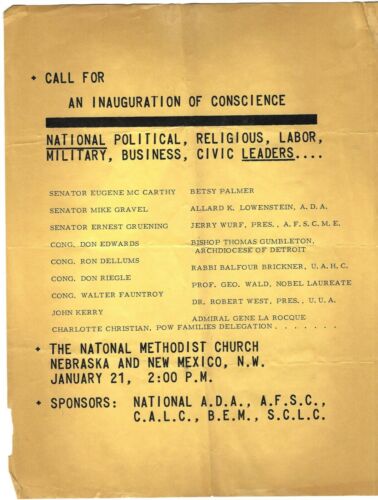 + CALL FOR
AN INAUGURATION OF CONSCIENCE
NATIONAL POLITICAL, RELIGIOUS, LABOR,
MILITARY, BUSINESS, CIVIC LEADERS....
SENATOR EUGENE MC CARTHY
SENATOR MIKE GRAVEL
SENATOR ERNEST GRUENING
CONG. DON EDWARDS
CONG. RON DELLUMS
CONG. DON RIEGLE
CONG. WALTER FAUNTROY
JOHN KERRY
BETSY PALMER
ALLARD K. LOWENSTEIN, A.D.A.
JERRY WURF, PRES., A.F.S.C.M.E.
BISHOP THOMAS GUMBLETON,
ARCHDIOCESE OF DETROIT
RABBI BALFOUR BRICKNER, U.A.H.C.
PROF. GEO. WALD, NOBEL LAUREATE
DR. ROBERT WEST, PRES., U.U.A.
ADMIRAL GENE LA ROCQUE
CHARLOTTE CHRISTIAN, POW FAMILIES DELEGATION . . . . . . .
+ THE NATONAL METHODIST CHURCH
NEBRASKA AND NEW MEXICO, N.W.
JANUARY 21, 2:00 P.M.
+ SPONSORS: NATIONAL A.D.A., A.F.S.C.,
C.A.L.C., B.E.M., S.C.L.C.